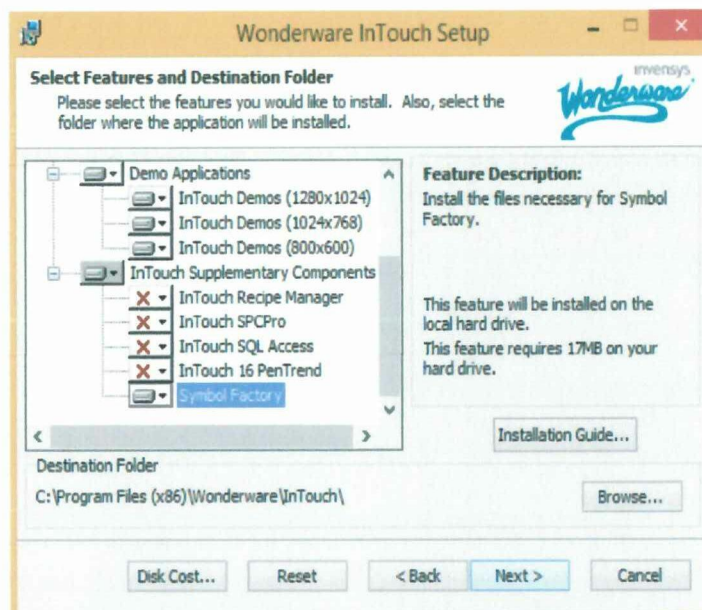 Wonderware InTouch Setup
Select Features and Destination Folder
Please select the features you would like to install. Also, select the
folder where the application will be installed.
invensys
Wonderware
Demo Applications
InTouch Demos (1280x1024)
InTouch Demos (1024x768)
InTouch Demos (800x600)
InTouch Supplementary Components
InTouch Recipe Manager
InTouch SPCPro
InTouch SQL Access
InTouch 16 PenTrend
Symbol Factory
Feature Description:
Install the files necessary for Symbol
Factory.
This feature will be installed on the
local hard drive.
This feature requires 17MB on your
hard drive.
Installation Guide...
Destination Folder
C:\Program Files (x86)\Wonderware\InTouch\
Browse...
Disk Cost...
Reset
< Back
Next >
Cancel